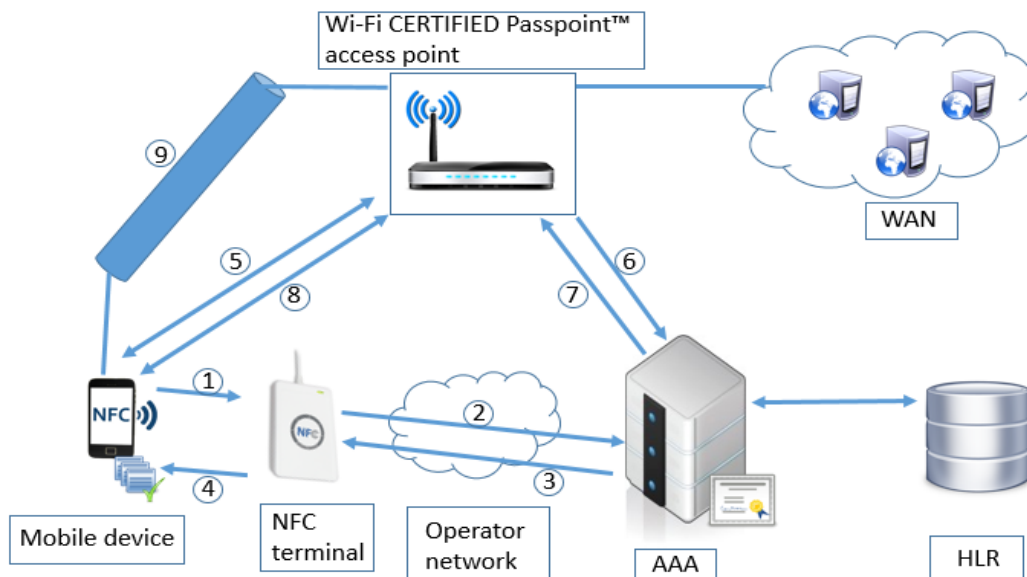 Wi-Fi CERTIFIED Passpoint™
access point
9
WAN
5
6
8
7
1
2
NFC
NFC
4
3
Mobile device
NFC
terminal
Operator
network
AAA
HLR